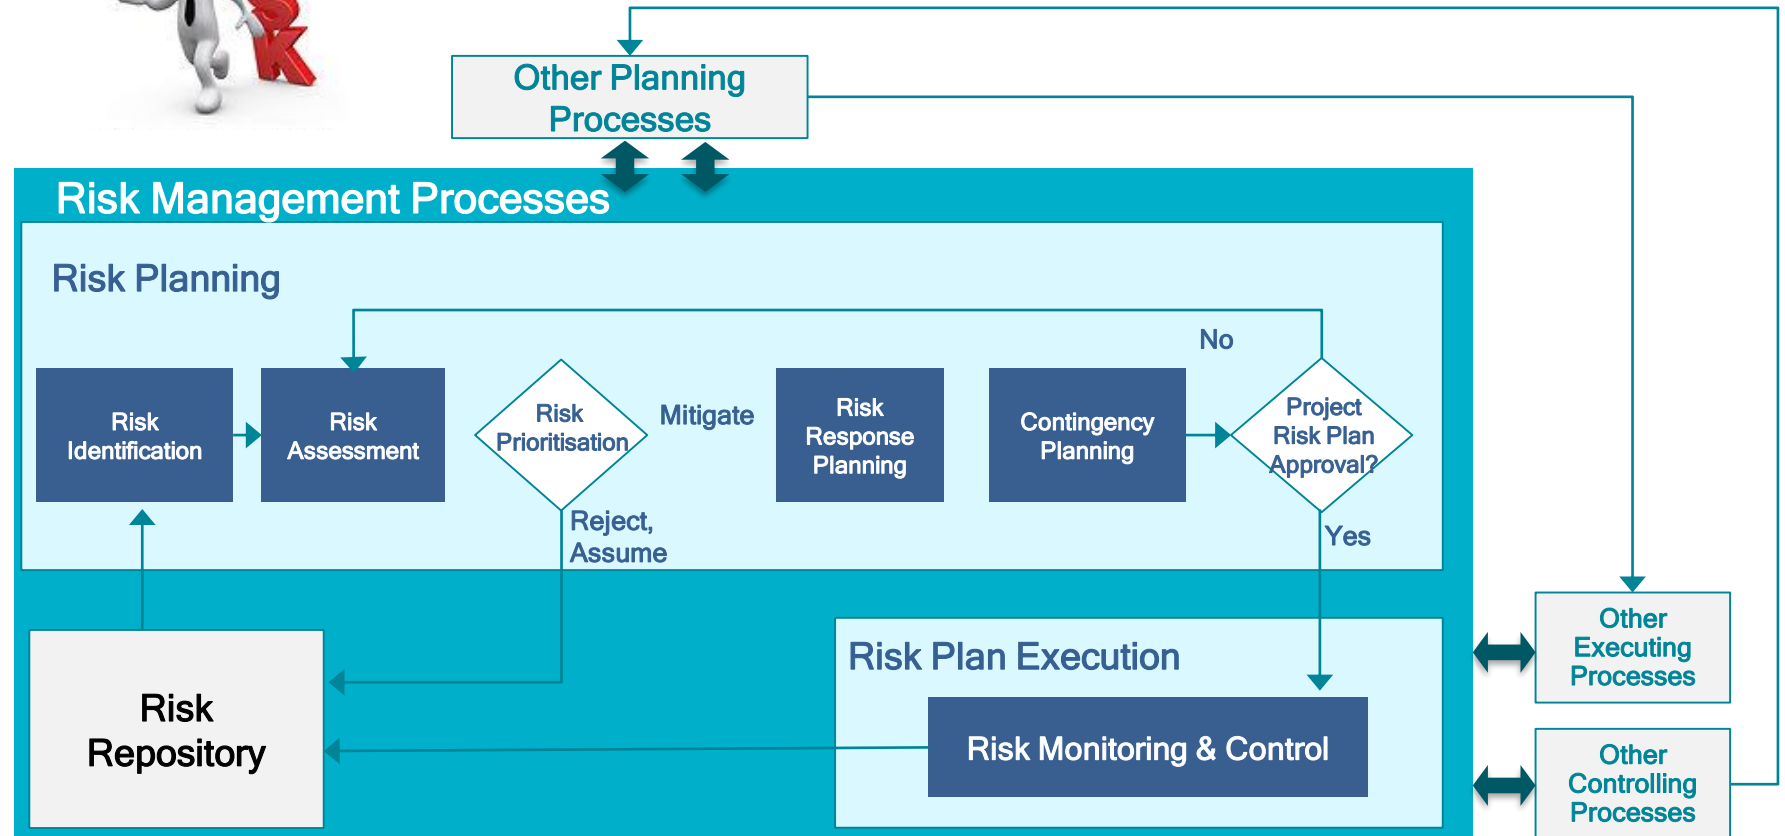 SK
Other Planning
Processes
Risk Management Processes
Risk Planning
No
Risk
Identification
Risk
Assessment
Risk
Prioritisation
Mitigate
Risk
Response
Planning
Contingency
Planning
Project
Risk Plan
Approval?
Reject,
Assume
Yes
Other
Executing
Processes
Risk Plan Execution
Risk
Repository
Risk Monitoring & Control
Other
Controlling
Processes